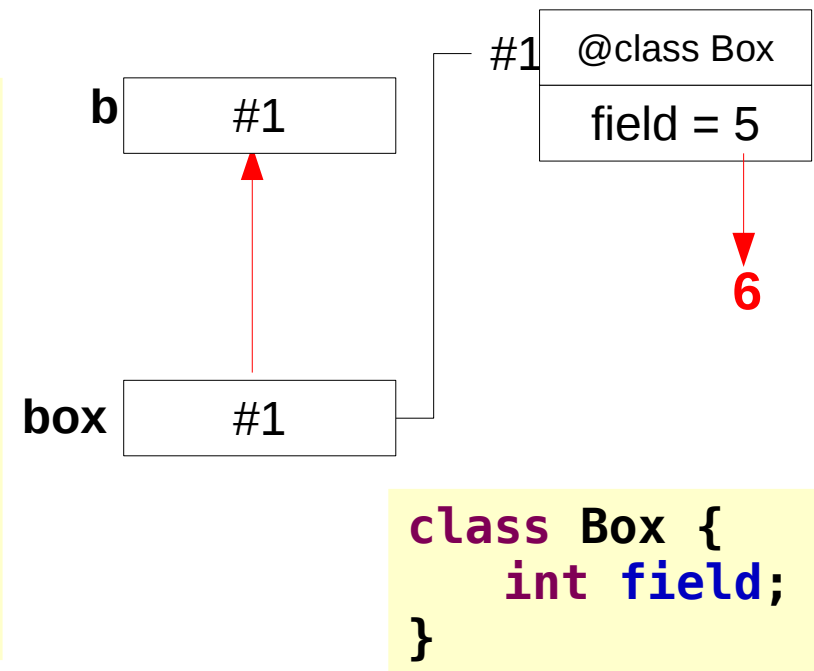 #1 @class Box
b #1
field = 5
6
box #1
class Box {
int field;
}